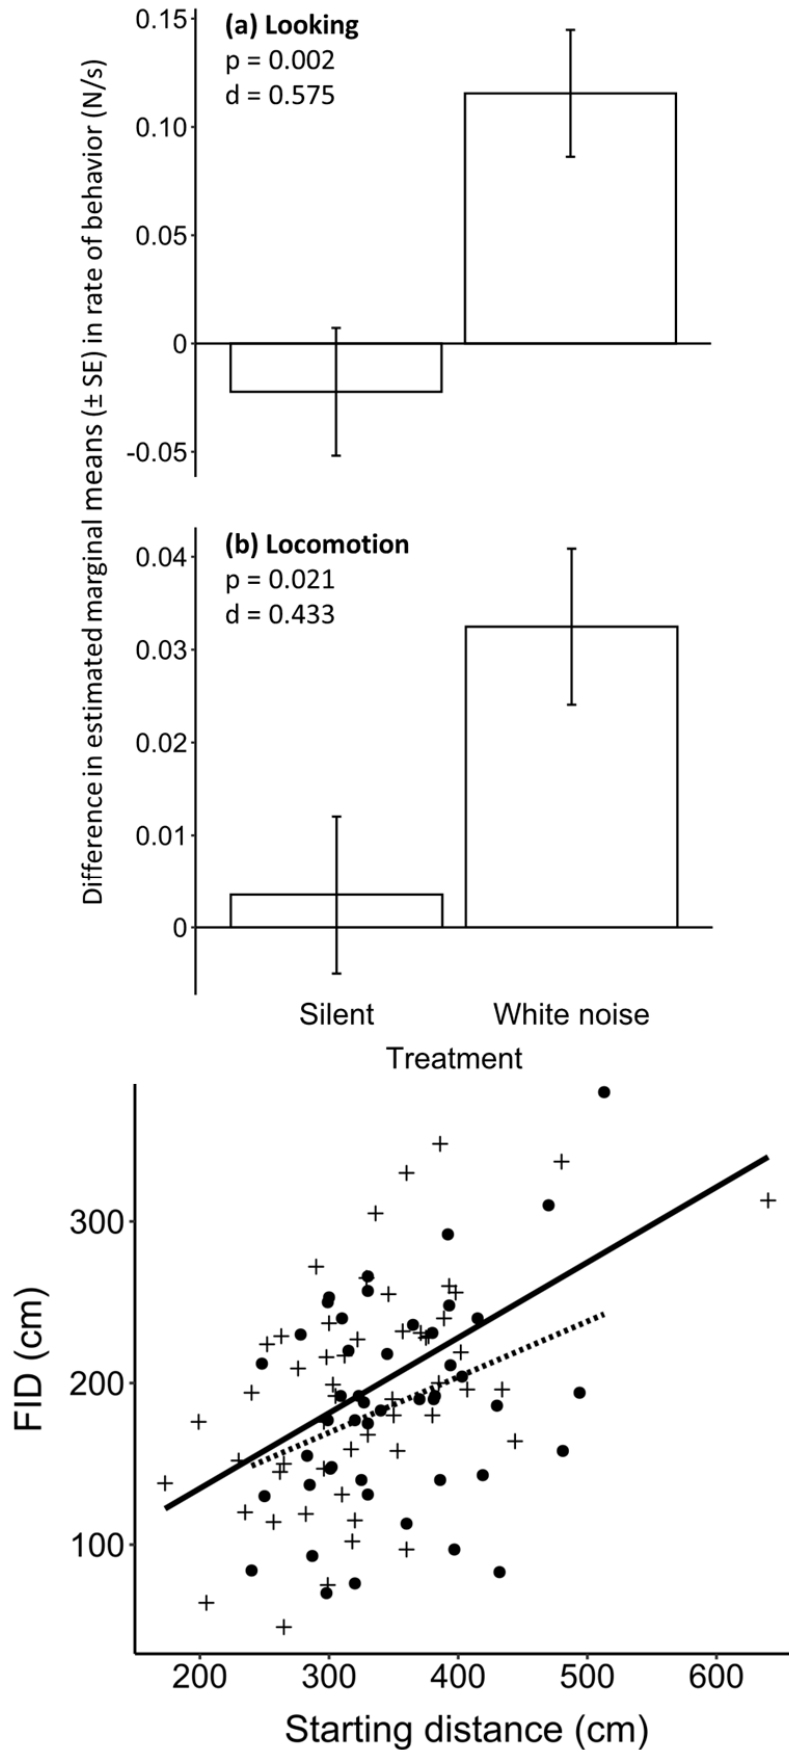 Difference in estimated marginal means (± SE) in rate of behavior (N/s)
(a) Looking
p = 0.002
d = 0.575
0.15
0.10
0.05
0
-0.05
(b) Locomotion
p = 0.021
d = 0.433
0.04
0.03
0.02
0.01
0
Silent White noise
Treatment
FID (cm)
300
200
100
200 300 400 500 600
Starting distance (cm)